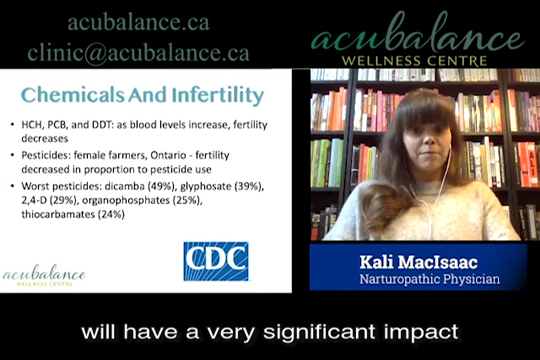 acubalance.ca
clinic@acubalance.ca
acubalance
WELLNESS CENTRE
Chemicals And Infertility
• HCH, PCB, and DDT: as blood levels increase, fertility
decreases
• Pesticides: female farmers, Ontario - fertility
decreased in proportion to pesticide use
• Worst pesticides: dicamba (49%), glyphosate (39%),
2,4-D (29%), organophosphates (25%),
thiocarbamates (24%)
acubalance
WELLNESS CENTRE
CDC
Kali MacIsaac
Narturopathic Physician
will have a very significant impact